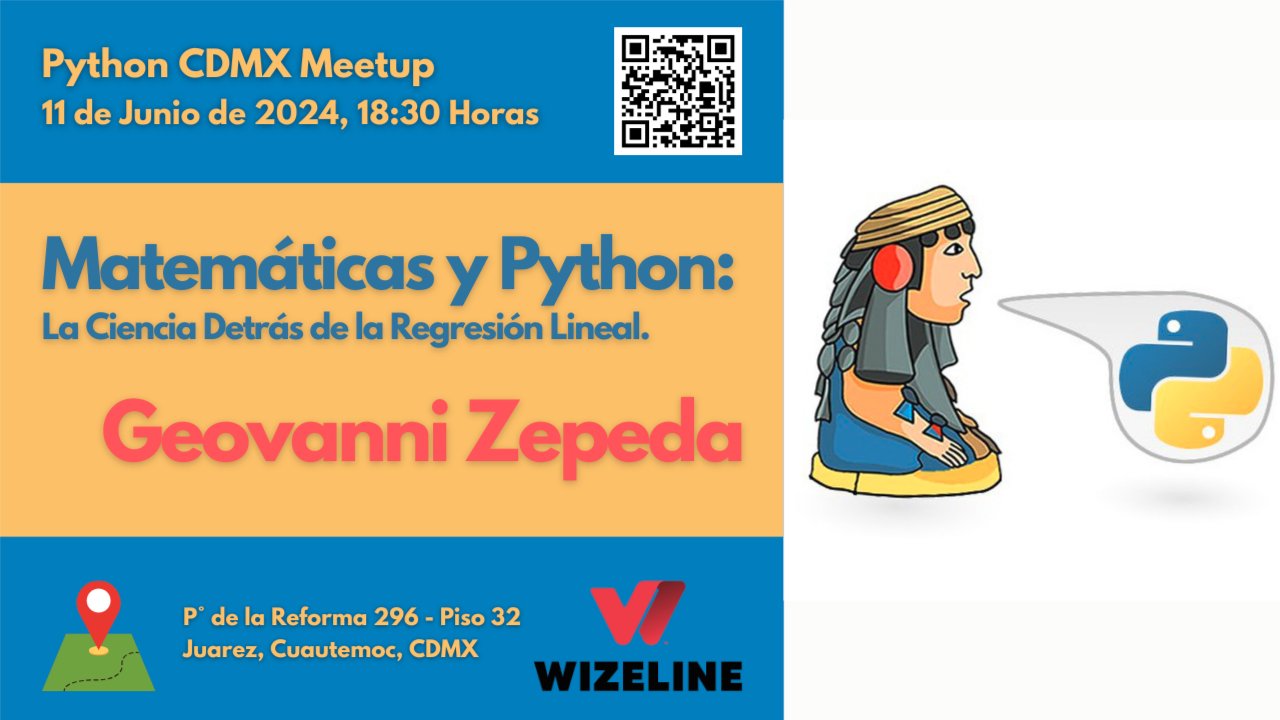 Python CDMX Meetup
11 de Junio de 2024, 18:30 Horas
Matemáticas y Python:
La Ciencia Detrás de la Regresión Lineal.
Geovanni Zepeda
P° de la Reforma 296 - Piso 32
Juarez, Cuautemoc, CDMX
WIZELINE